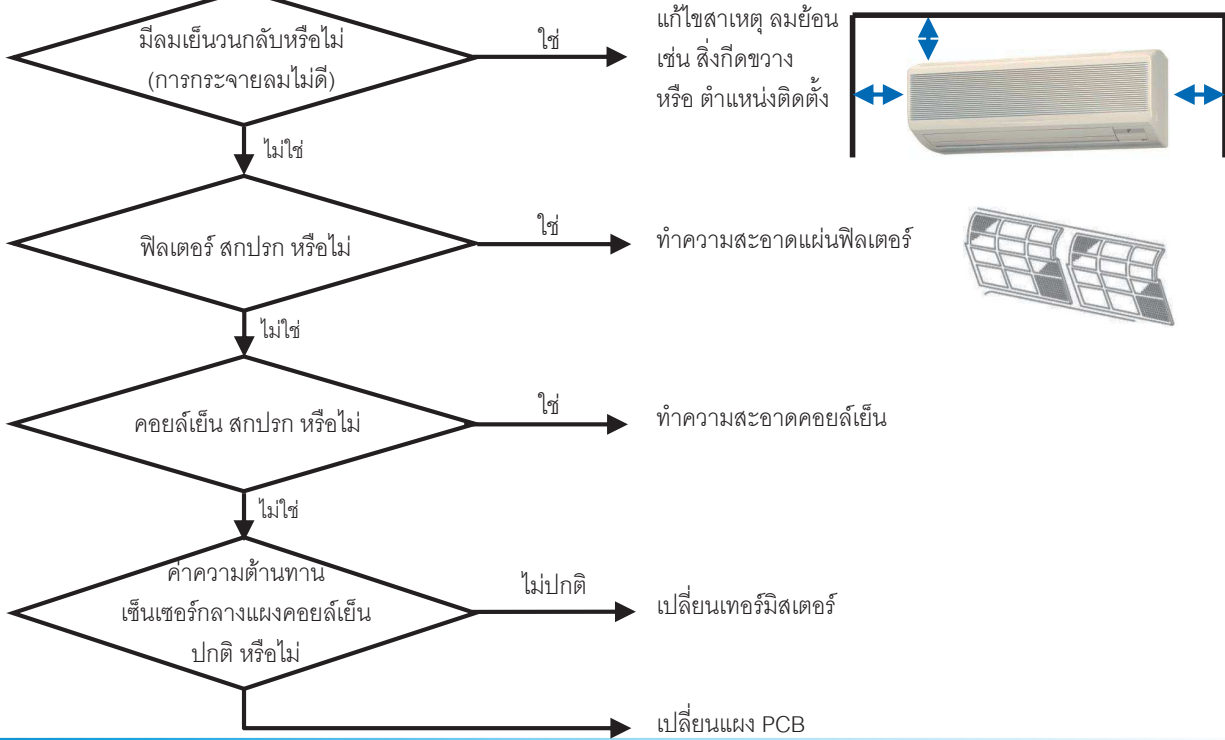 มีลมเย็นวนกลับหรือไม่
(การกระจายลมไม่ดี)
ใช่
แก้ไขสาเหตุ ลมย้อน
เช่น สิ่งกีดขวาง
หรือ ตำแหน่งติดตั้ง
ไม่ใช่
ฟิลเตอร์ สกปรก หรือไม่
ใช่
ทำความสะอาดแผ่นฟิลเตอร์
ไม่ใช่
คอยล์เย็น สกปรก หรือไม่
ใช่
ทำความสะอาดคอยล์เย็น
ไม่ใช่
ค่าความต้านทาน
เซ็นเซอร์กลางแผงคอยล์เย็น
ปกติ หรือไม่
ไม่ปกติ
เปลี่ยนเทอร์มิสเตอร์
เปลี่ยนแผง PCB